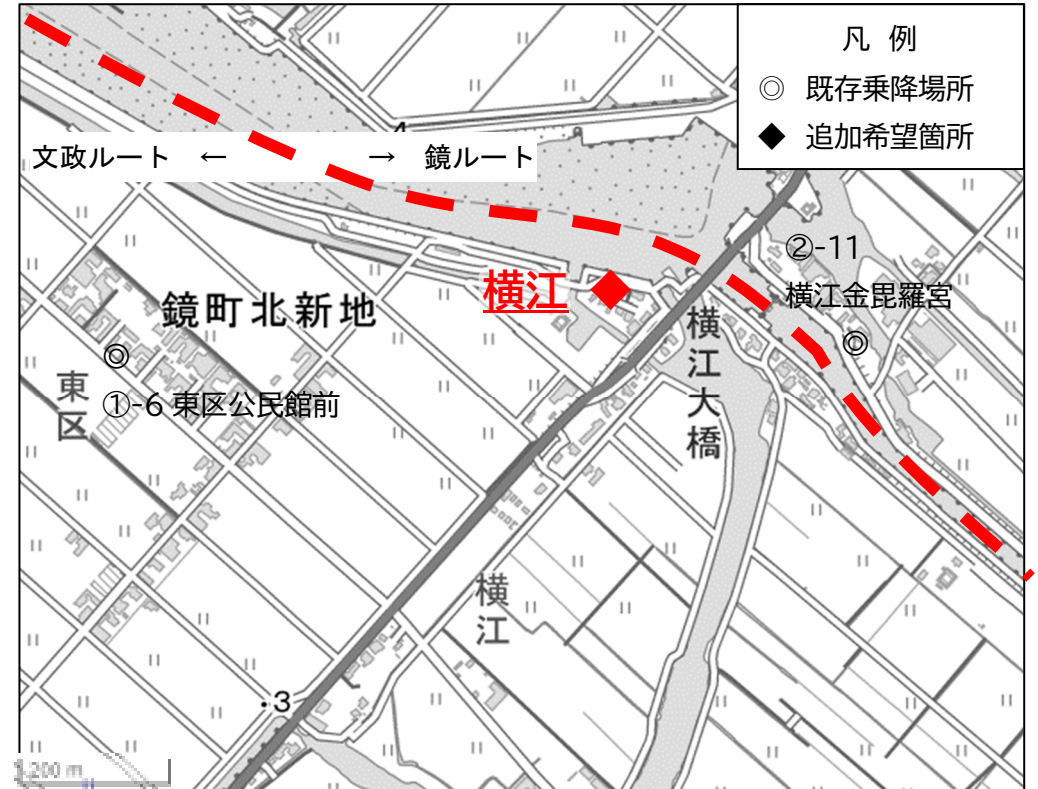 凡 例
◎ 既存乗降場所
◆ 追加希望箇所
4
文政ルート ← → 鏡ルート
②-11
横江金毘羅宮
◎
横江
鏡町北新地
横江大橋
◎
①-6 東区公民館前
東区
横江
・3
200 m